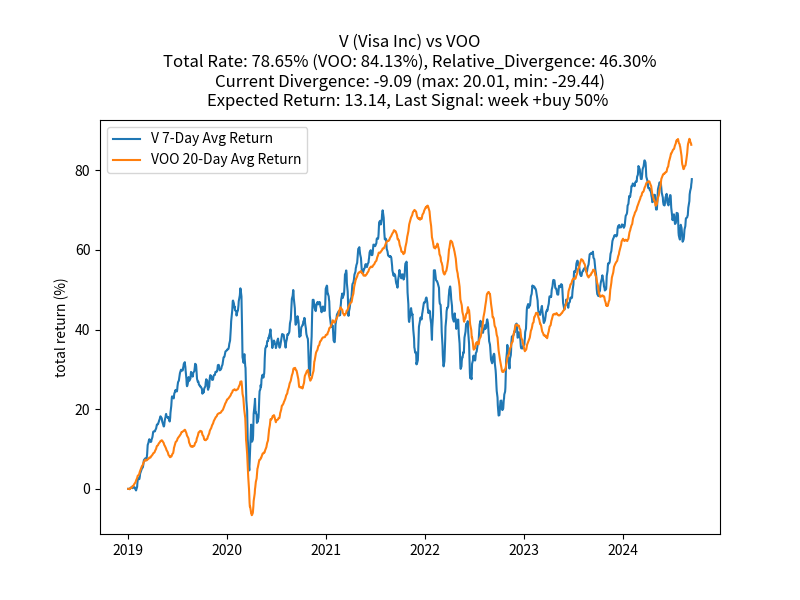 V (Visa Inc) vs VOO
Total Rate: 78.65% (VOO: 84.13%), Relative_Divergence: 46.30%
Current Divergence: -9.09 (max: 20.01, min: -29.44)
Expected Return: 13.14, Last Signal: week +buy 50%
V 7-Day Avg Return
VOO 20-Day Avg Return
total return (%)
80
60
40
20
0
2019
2020
2021
2022
2023
2024